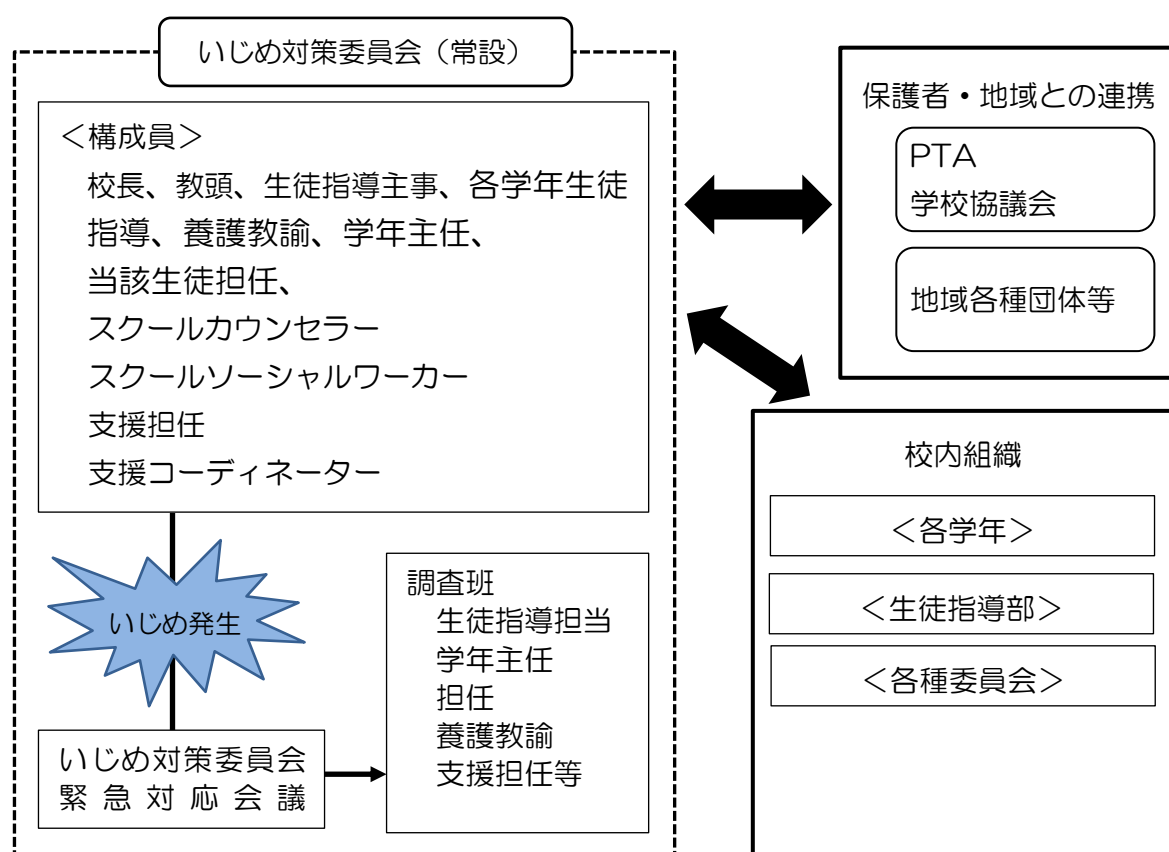 いじめ対策委員会（常設）
＜構成員＞
校長、教頭、生徒指導主事、各学年生徒
指導、養護教諭、学年主任、
当該生徒担任、
スクールカウンセラー
スクールソーシャルワーカー
支援担任
支援コーディネーター
いじめ発生
いじめ対策委員会
緊急対応会議
調査班
生徒指導担当
学年主任
担任
養護教諭
支援担任等
保護者・地域との連携
PTA
学校協議会
地域各種団体等
校内組織
＜各学年＞
＜生徒指導部＞
＜各種委員会＞